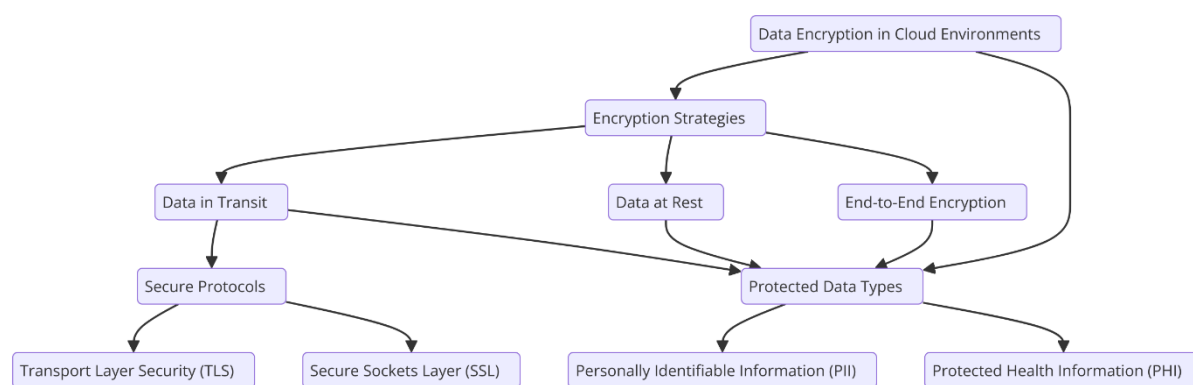 Data Encryption in Cloud Environments
Encryption Strategies
Data in Transit
Data at Rest
End-to-End Encryption
Secure Protocols
Protected Data Types
Transport Layer Security (TLS)
Secure Sockets Layer (SSL)
Personally Identifiable Information (PII)
Protected Health Information (PHI)